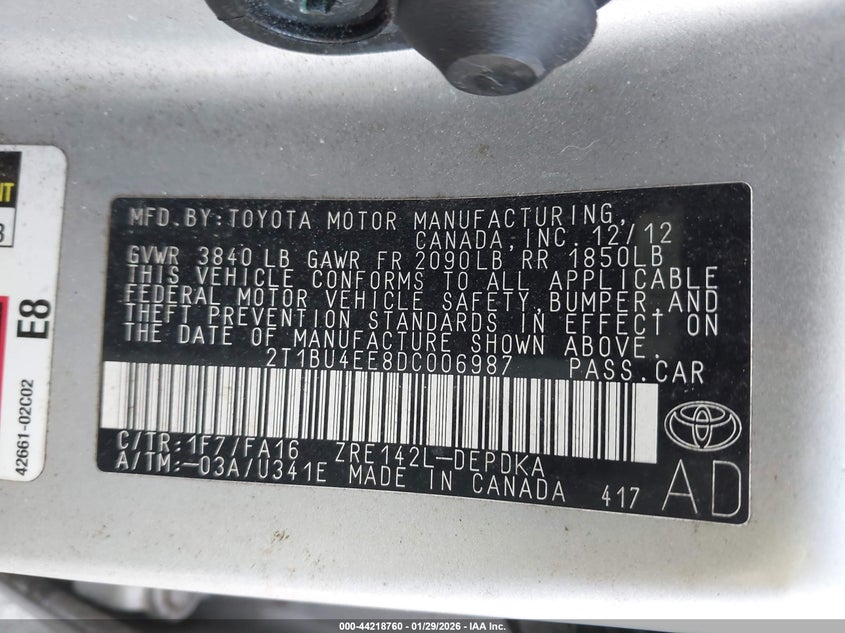 MFD.BY:TOYOTA MOTOR MANUFACTURING,
CANADA,INC. 12/12
GVWR 3840 LB GAWR FR 2090LB RR 1850LB
THIS VEHICLE CONFORMS TO ALL APPLICABLE
FEDERAL MOTOR VEHICLE SAFETY,BUMPER,AND
THEFT PREVENTION STANDARDS IN EFFECT ON
THE DATE OF MANUFACTURE SHOWN ABOVE.
2T1BU4EE8DC006987 PASS.CAR
C/TR:1F7/FA16 ZRE142L-DEPDKA
A/TM:-03A/U341E MADE IN CANADA 417
AD
E8
42661-02C02
000-44218760 - 01/29/2026 - IAA Inc.